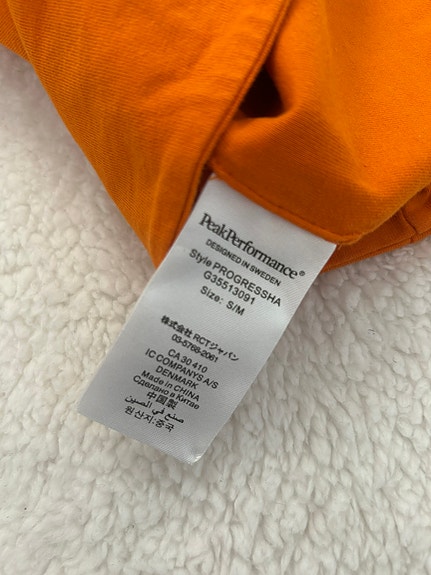 PeakPerformance®
DESIGNED IN SWEDEN
Style PROGRESSHA
G35513091
Size: S/M
株式会社 RCTジャパン
03-5768-2061
CA 30 410
IC COMPANYS A/S
DENMARK
Made in CHINA
Сделано в Китае
中国製
صنع في الصين
원산지:중국